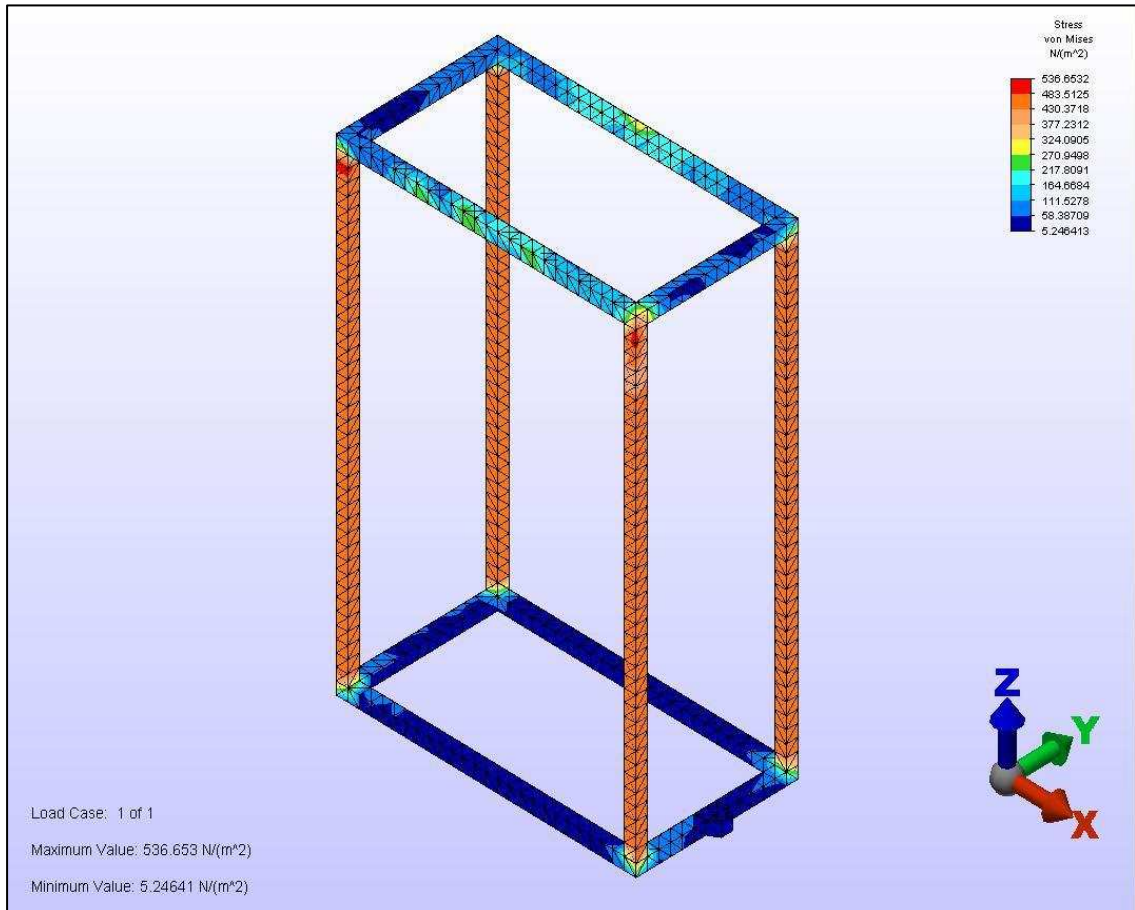 Stress
von Mises
N/(m^2)
536.6532
483.5125
430.3718
377.2312
324.0905
270.9498
217.8091
164.6684
111.5278
58.38709
5.246413
Z
Y
X
Load Case: 1 of 1
Maximum Value: 536.653 N/(m^2)
Minimum Value: 5.24641 N/(m^2)